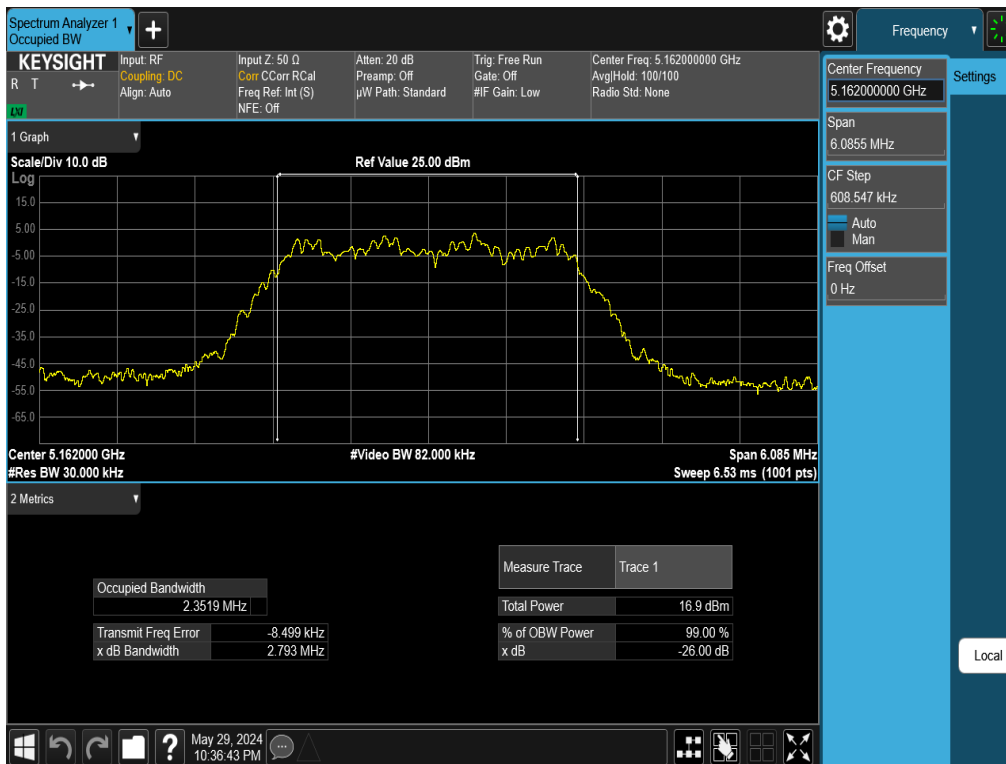 Spectrum Analyzer 1
Occupied BW
Frequency
KEYSIGHT
R T
LXI
Input: RF
Coupling: DC
Align: Auto
Input Z: 50 Ω
Corr CCorr RCal
Freq Ref: Int (S)
NFE: Off
Atten: 20 dB
Preamp: Off
µW Path: Standard
Trig: Free Run
Gate: Off
#IF Gain: Low
Center Freq: 5.162000000 GHz
Avg|Hold: 100/100
Radio Std: None
Center Frequency
5.162000000 GHz
Settings
Span
6.0855 MHz
CF Step
608.547 kHz
Auto
Man
Freq Offset
0 Hz
Local
1 Graph
Scale/Div 10.0 dB
Ref Value 25.00 dBm
Log
15.0
5.00
-5.00
-15.0
-25.0
-35.0
-45.0
-55.0
-65.0
Center 5.162000 GHz
#Video BW 82.000 kHz
Span 6.085 MHz
#Res BW 30.000 kHz
Sweep 6.53 ms (1001 pts)
2 Metrics
Measure Trace Trace 1
Occupied Bandwidth
2.3519 MHz
Total Power 16.9 dBm
Transmit Freq Error -8.499 kHz
% of OBW Power 99.00 %
x dB Bandwidth 2.793 MHz
x dB -26.00 dB
May 29, 2024
10:36:43 PM